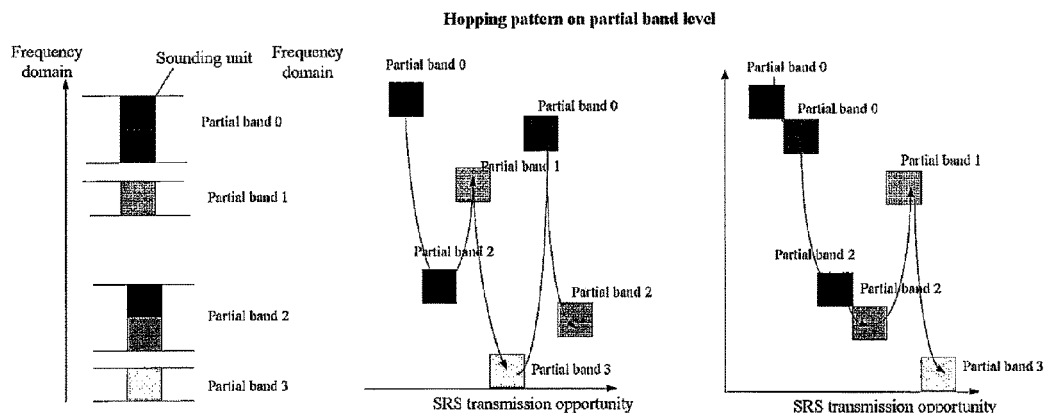 Hopping pattern on partial band level
Frequency
domain
Sounding unit
Partial band 0
Partial band 1
Partial band 2
Partial band 3
Frequency
domain
Partial band 0
Partial band 0
Partial band 1
Partial band 2
Partial band 2
Partial band 3
SRS transmission opportunity
Partial band 0
Partial band 0
Partial band 1
Partial band 2
Partial band 3
SRS transmission opportunity